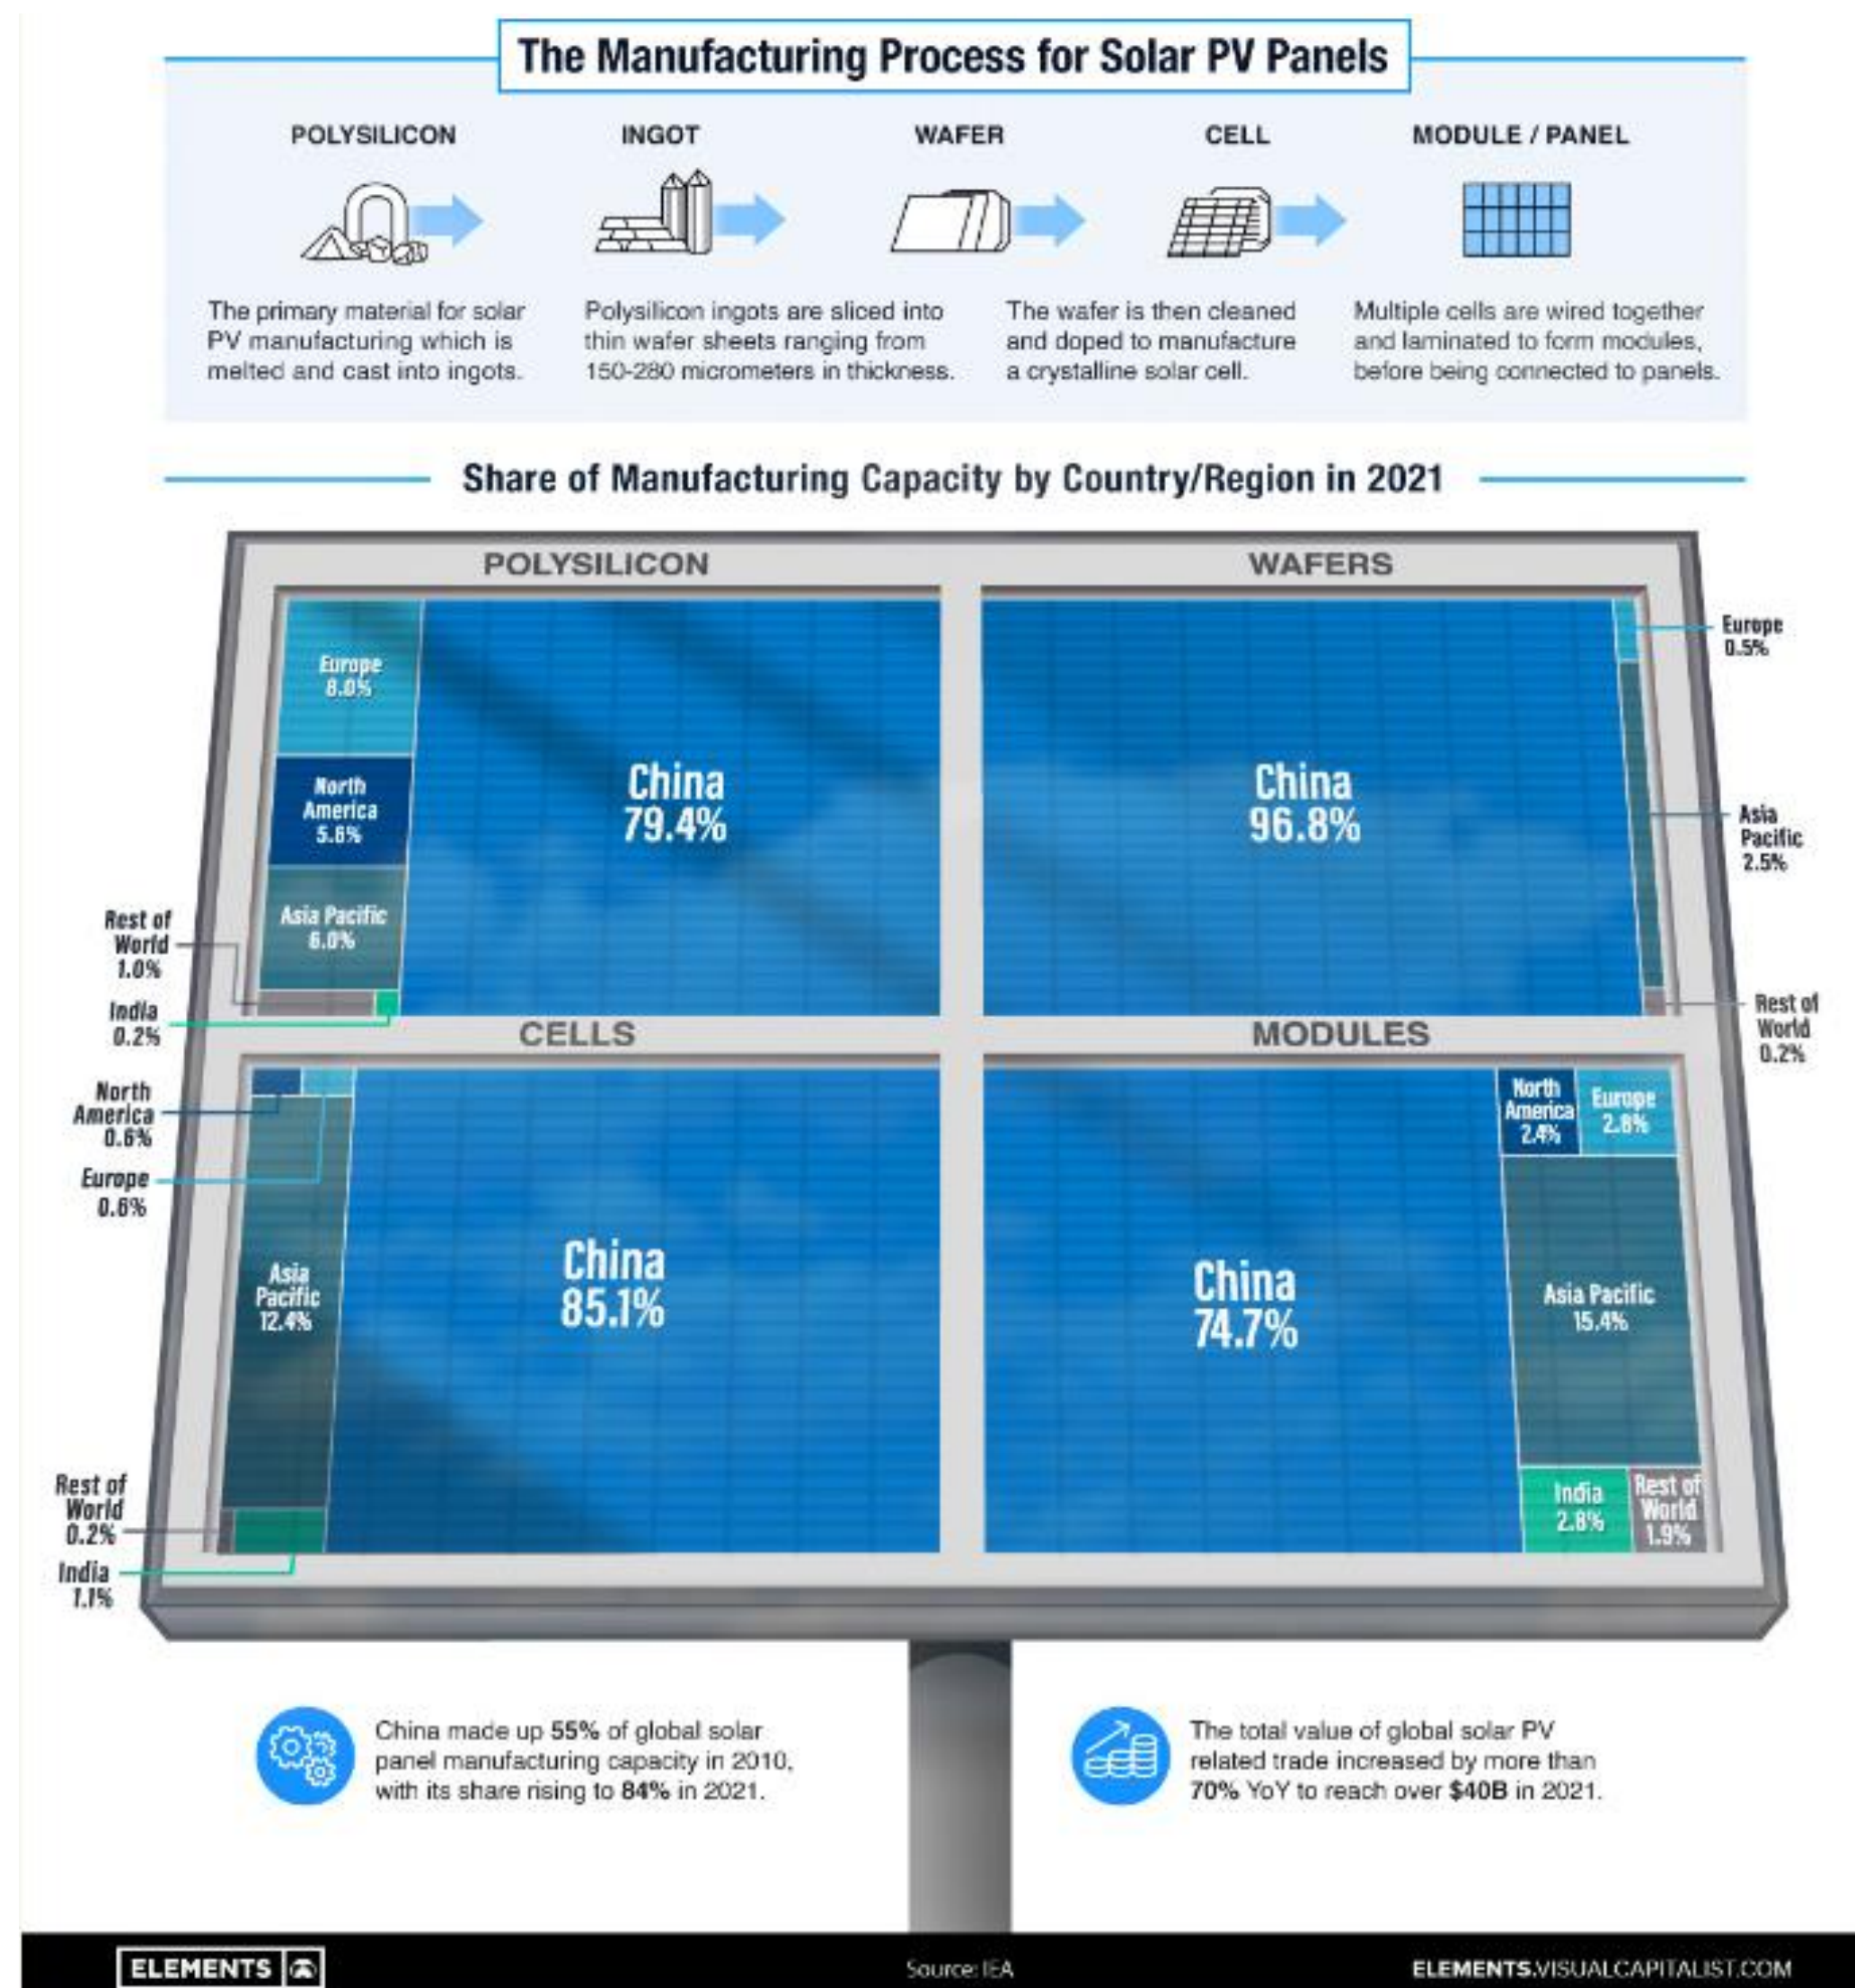 The Manufacturing Process for Solar PV Panels
POLYSILICON
INGOT
WAFER
CELL
MODULE / PANEL
The primary material for solar
PV manufacturing which is
melted and cast into ingots.
Polysilicon ingots are sliced into
thin wafer sheets ranging from
150-280 micrometers in thickness.
The wafer is then cleaned
and doped to manufacture
a crystalline solar cell.
Multiple cells are wired together
and laminated to form modules,
before being connected to panels.
Share of Manufacturing Capacity by Country/Region in 2021
POLYSILICON
Europe
8.0%
North
America
5.6%
Asia Pacific
6.0%
Rest of
World
1.0%
India
0.2%
China
79.4%
WAFERS
China
96.8%
Europe
0.5%
Asia
Pacific
2.5%
Rest of
World
0.2%
CELLS
North
America
0.6%
Europe
0.6%
Asia
Pacific
12.4%
Rest of
World
0.2%
India
1.1%
China
85.1%
MODULES
China
74.7%
North
America
2.4%
Europe
2.8%
Asia Pacific
15.4%
India
2.8%
Rest of
World
1.9%
China made up 55% of global solar
panel manufacturing capacity in 2010,
with its share rising to 84% in 2021.
The total value of global solar PV
related trade increased by more than
70% YoY to reach over $40B in 2021.
ELEMENTS
Source: IEA
ELEMENTS.VISUALCAPITALIST.COM